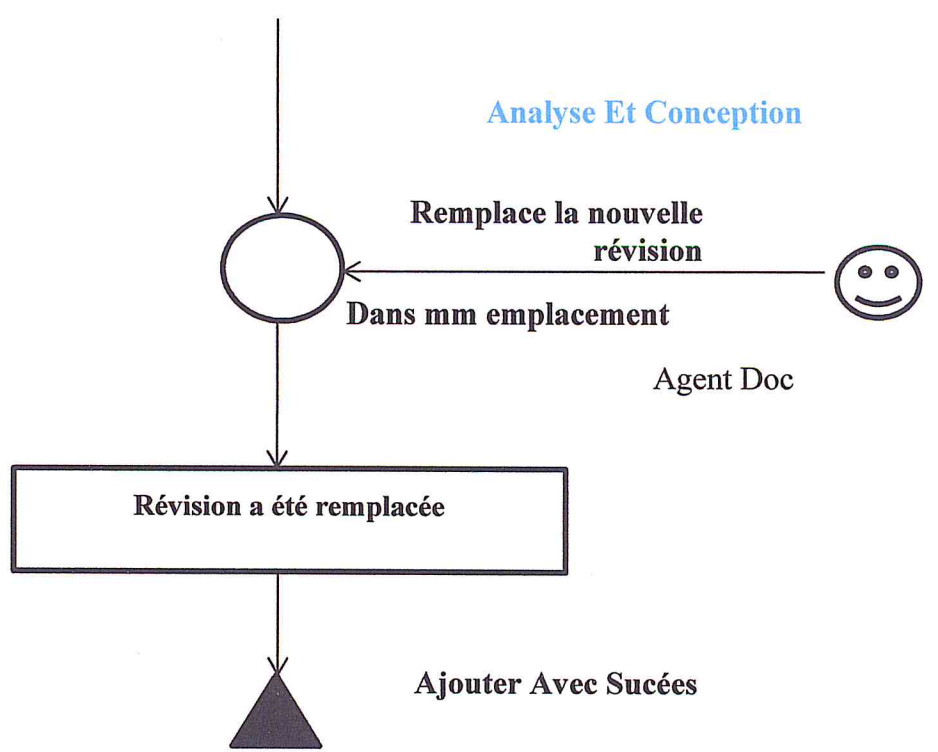 Analyse Et Conception
Remplace la nouvelle
révision
Dans mm emplacement
Agent Doc
Révision a été remplacée
Ajouter Avec Sucées